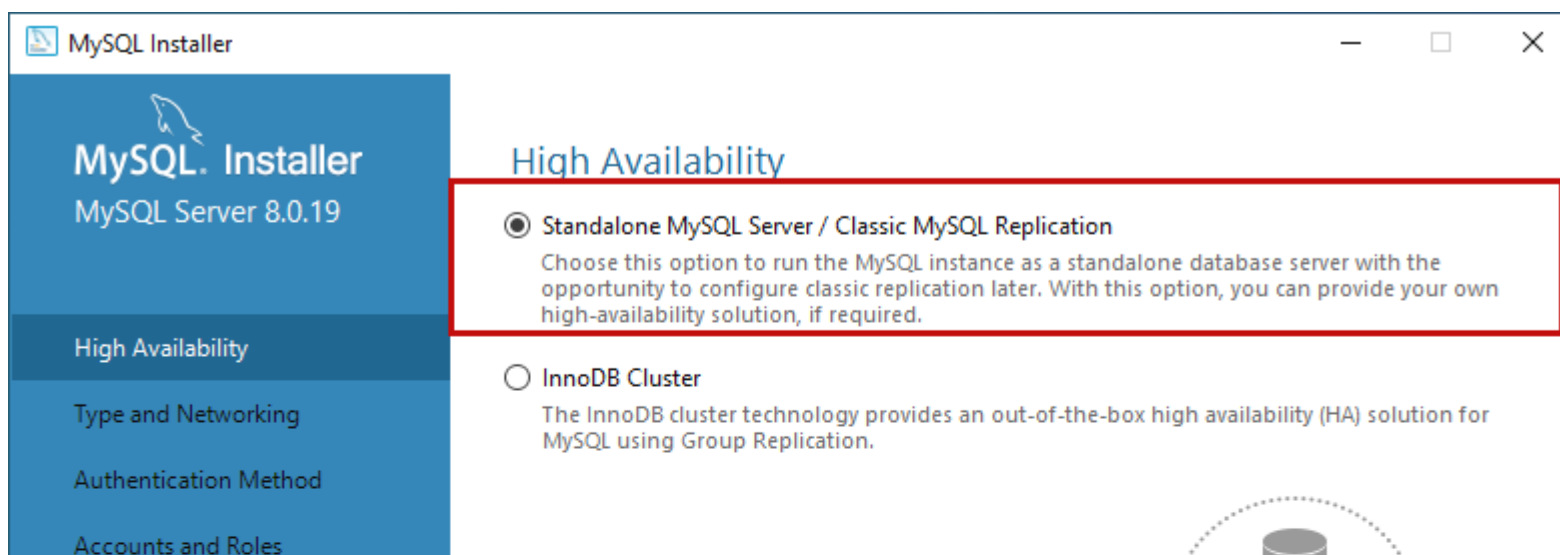 MySQL Installer
MySQL. Installer
MySQL Server 8.0.19
High Availability
Type and Networking
Authentication Method
Accounts and Roles
High Availability
Standalone MySQL Server / Classic MySQL Replication
Choose this option to run the MySQL instance as a standalone database server with the
opportunity to configure classic replication later. With this option, you can provide your own
high-availability solution, if required.
InnoDB Cluster
The InnoDB cluster technology provides an out-of-the-box high availability (HA) solution for
MySQL using Group Replication.